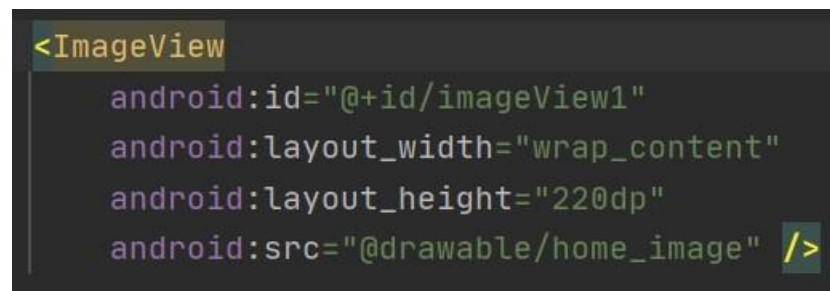 <ImageView
android:id="@+id/imageView1"
android:layout_width="wrap_content"
android:layout_height="220dp"
android:src="@drawable/home_image" />